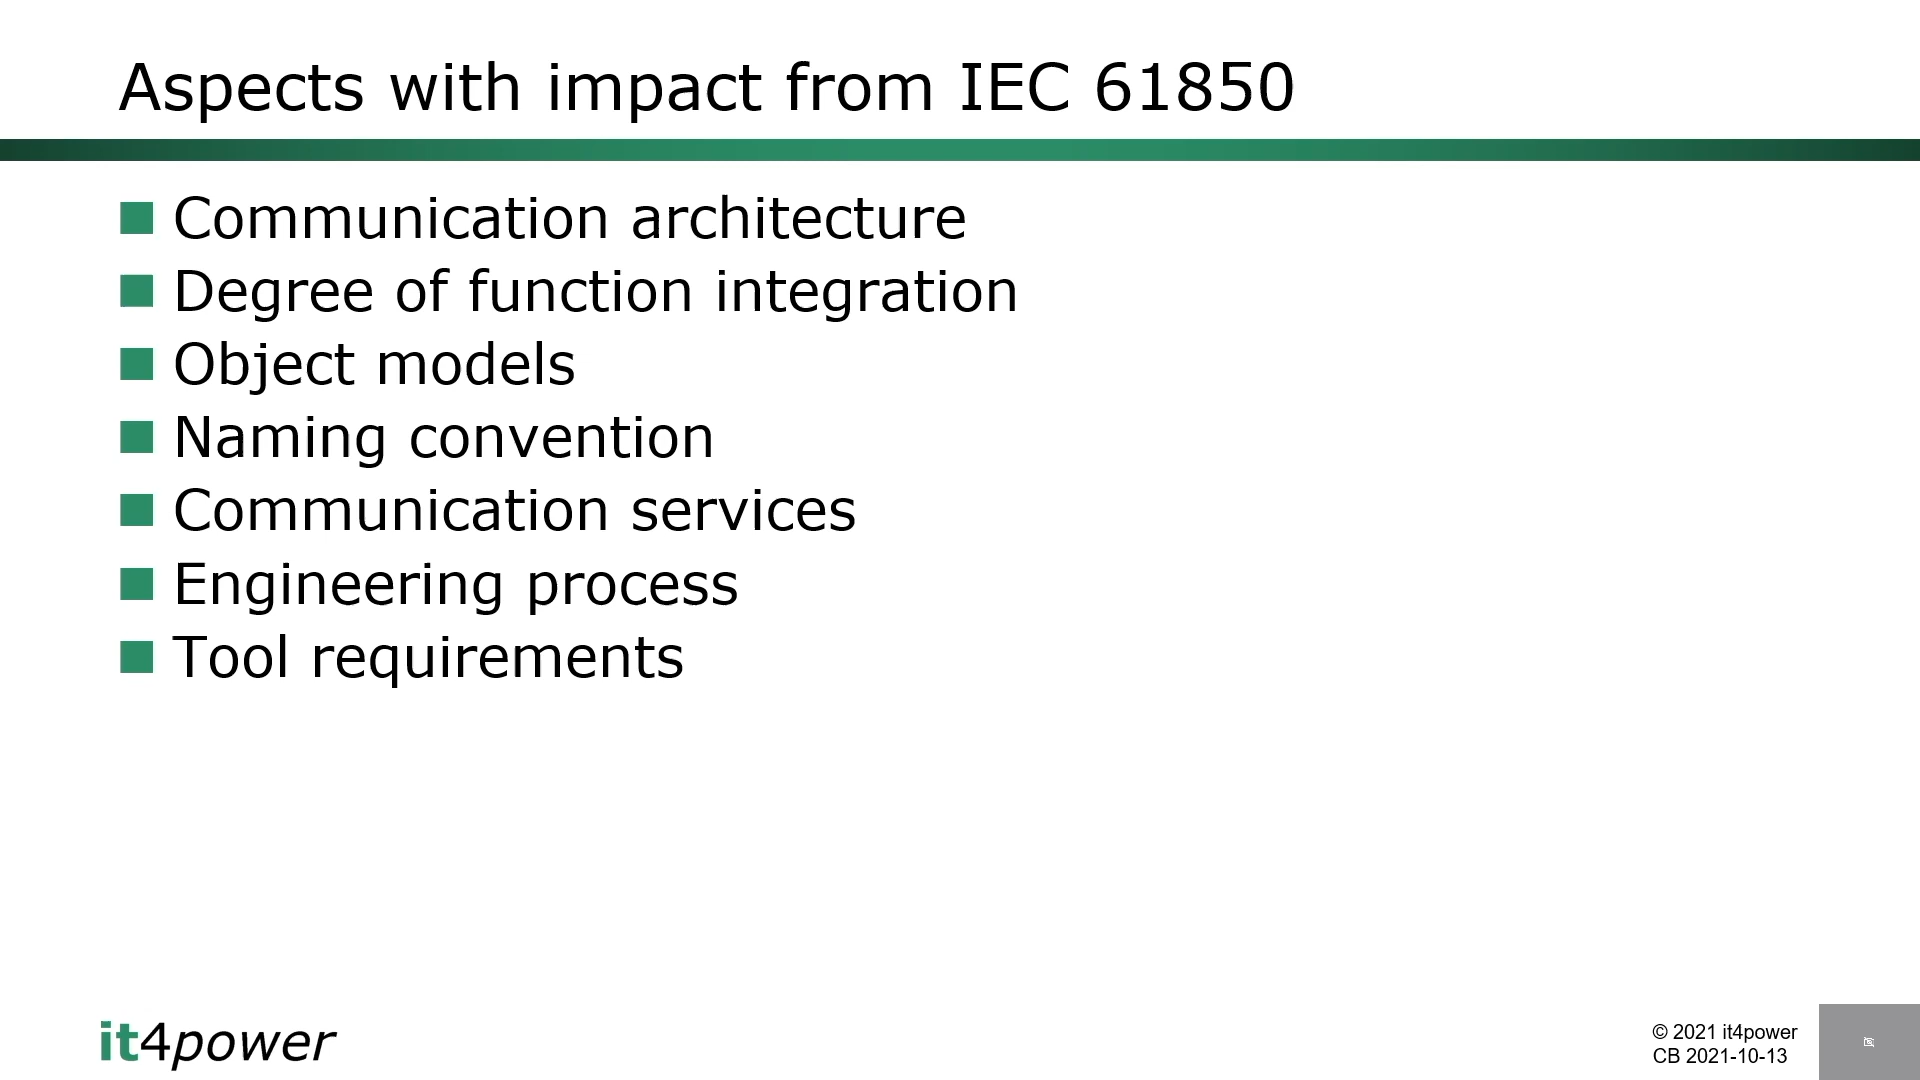 Aspects with impact from IEC 61850
Communication architecture
Degree of function integration
Object models
Naming convention
Communication services
Engineering process
Tool requirements
it4power
© 2021 it4power
CB 2021-10-13